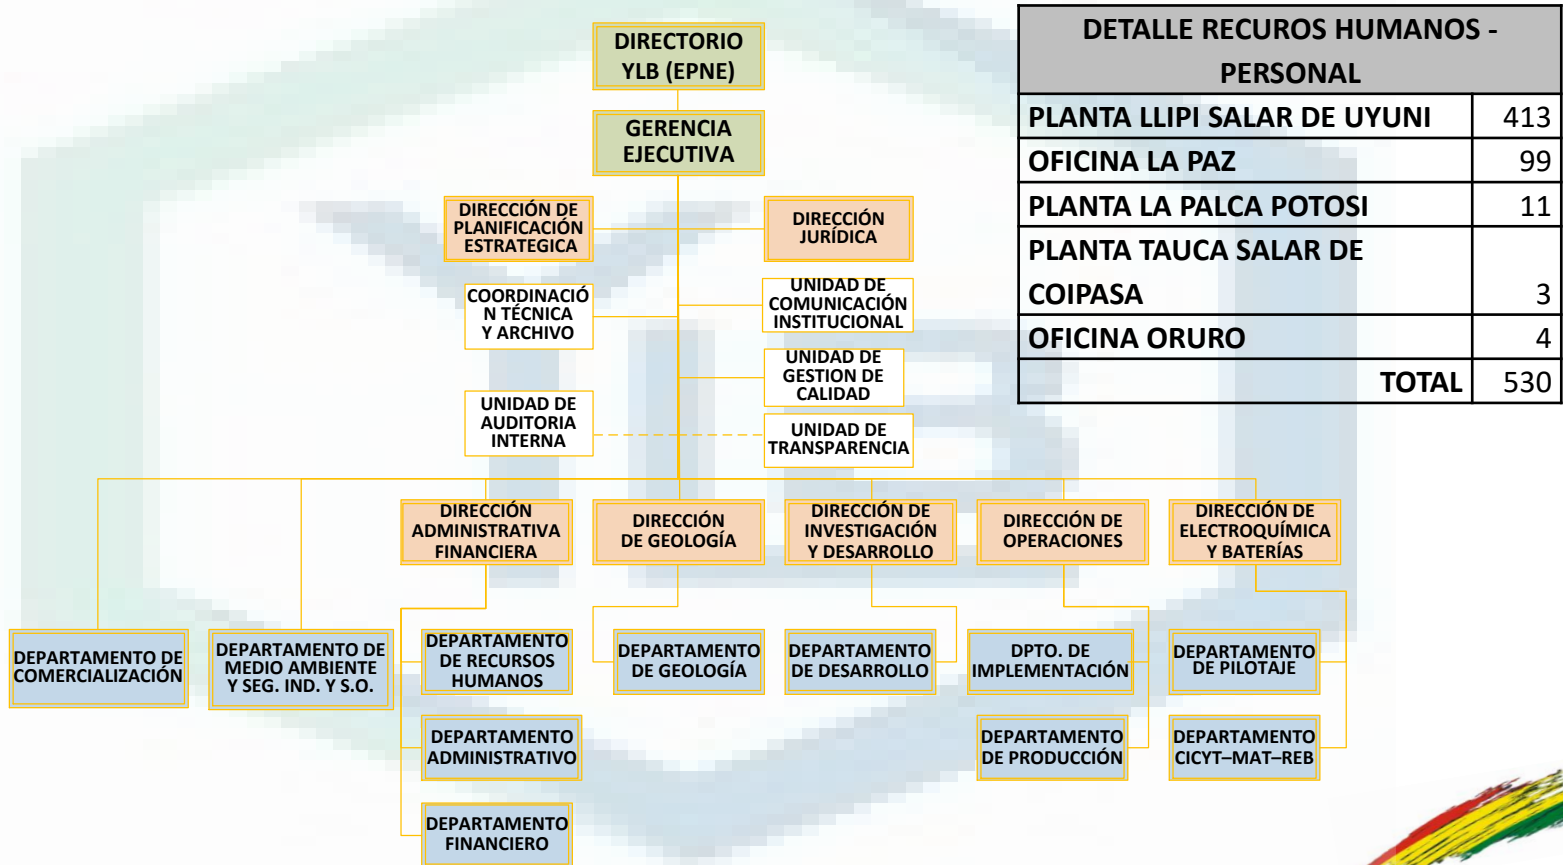 DIRECTORIO
YLB (EPNE)
GERENCIA
EJECUTIVA
DIRECCIÓN DE
PLANIFICACIÓN
ESTRATEGICA
DIRECCIÓN
JURÍDICA
COORDINACIÓ
N TÉCNICA
Y ARCHIVO
UNIDAD DE
COMUNICACIÓN
INSTITUCIONAL
UNIDAD DE
GESTION DE
CALIDAD
UNIDAD DE
AUDITORIA
INTERNA
UNIDAD DE
TRANSPARENCIA
DIRECCIÓN
ADMINISTRATIVA
FINANCIERA
DIRECCIÓN
DE GEOLOGÍA
DIRECCIÓN DE
INVESTIGACIÓN
Y DESARROLLO
DIRECCIÓN DE
OPERACIONES
DIRECCIÓN DE
ELECTROQUÍMICA
Y BATERÍAS
DEPARTAMENTO DE
COMERCIALIZACIÓN
DEPARTAMENTO DE
MEDIO AMBIENTE
Y SEG. IND. Y S.O.
DEPARTAMENTO
DE RECURSOS
HUMANOS
DEPARTAMENTO
DE GEOLOGÍA
DEPARTAMENTO
DE DESARROLLO
DPTO. DE
IMPLEMENTACIÓN
DEPARTAMENTO
DE PILOTAJE
DEPARTAMENTO
ADMINISTRATIVO
DEPARTAMENTO
DE PRODUCCIÓN
DEPARTAMENTO
CICYT–MAT–REB
DEPARTAMENTO
FINANCIERO
DETALLE RECUROS HUMANOS -
PERSONAL
PLANTA LLIPI SALAR DE UYUNI 413
OFICINA LA PAZ 99
PLANTA LA PALCA POTOSI 11
PLANTA TAUCA SALAR DE
COIPASA 3
OFICINA ORURO 4
TOTAL 530
YLB